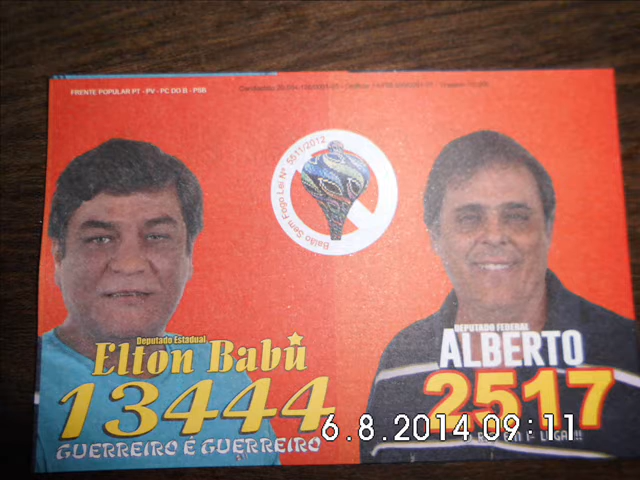 FRENTE POPULAR PT - PV - PC DO B - PSB
5511/2012
Balão Sem Fogo Lei Nº
Deputado Estadual
Elton Babú
13444
GUERREIRO É GUERREIRO
DEPUTADO FEDERAL
ALBERTO
2517
6.8.2014 09:11